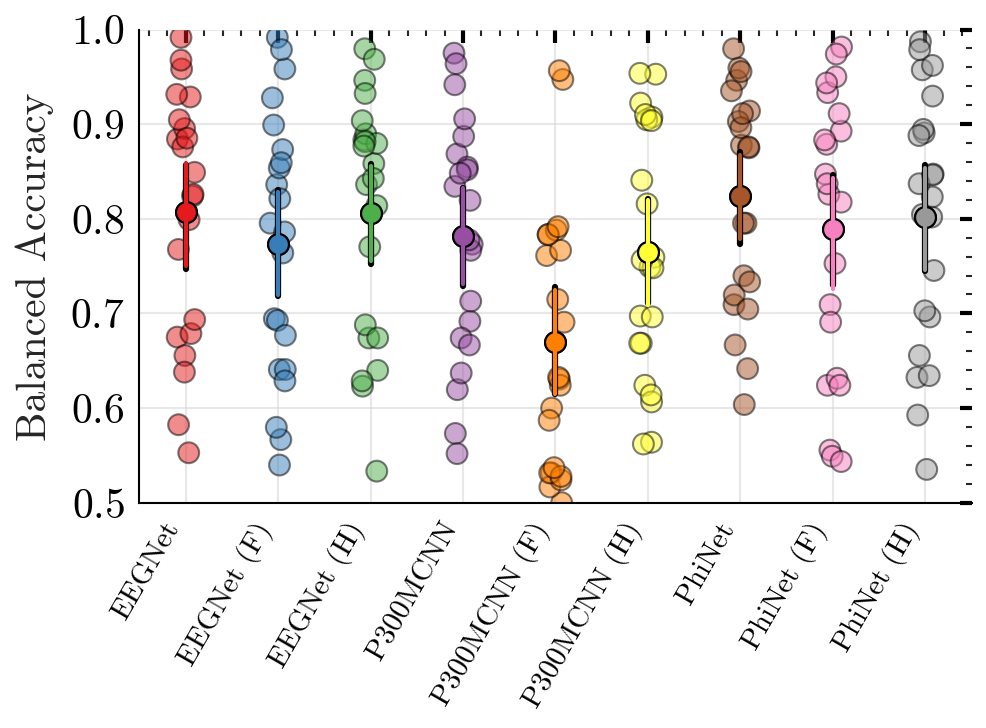 Balanced Accuracy
1.0
0.9
0.8
0.7
0.6
0.5
EEGNet
EEGNet (F)
EEGNet (H)
P300MCNN
P300MCNN (F)
P300MCNN (H)
PhiNet
PhiNet (F)
PhiNet (H)